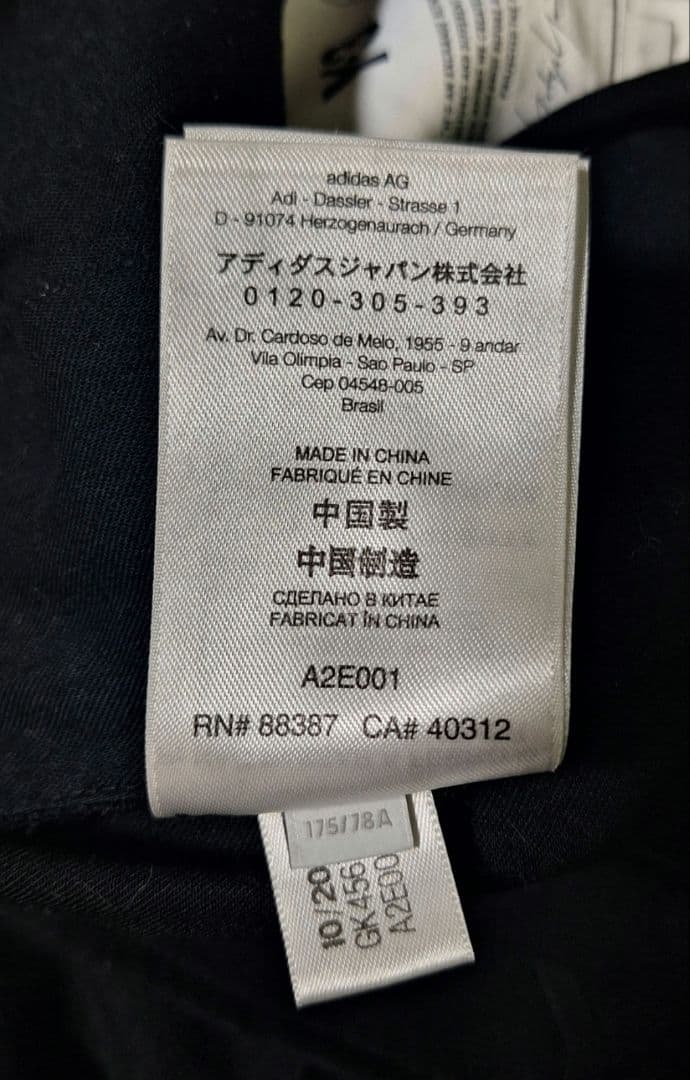 adidas AG
Adi - Dassler - Strasse 1
D - 91074 Herzogenaurach / Germany
アディダスジャパン株式会社
0120-305-393
Av. Dr. Cardoso de Melo, 1955 - 9 andar
Vila Olimpia - Sao Paulo - SP
Cep 04548-005
Brasil
MADE IN CHINA
FABRIQUÉ EN CHINE
中国製
中国制造
СДЕЛАНО В КИТАЕ
FABRICAT ÎN CHINA
A2E001
RN# 88387 CA# 40312
175/78A
10/20
GK456
A2E00